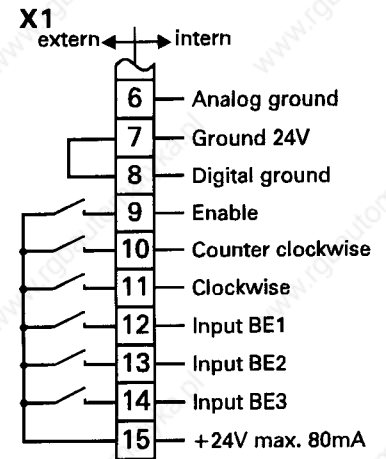 X1
extern intern
6 Analog ground
7 Ground 24V
8 Digital ground
9 Enable
10 Counter clockwise
11 Clockwise
12 Input BE1
13 Input BE2
14 Input BE3
15 +24V max. 80mA